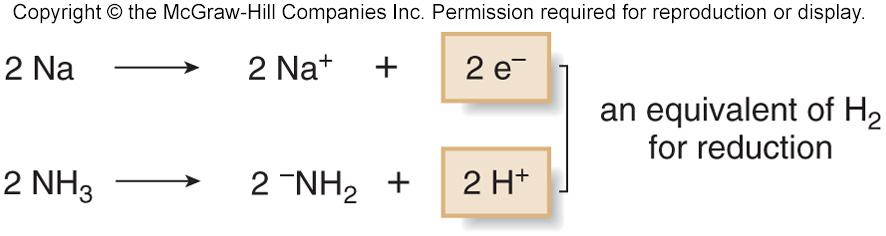 Copyright © the McGraw-Hill Companies Inc. Permission required for reproduction or display.
2 Na ⟶ 2 Na⁺ + 2 e⁻
an equivalent of H₂
for reduction
2 NH₃ ⟶ 2 ⁻NH₂ + 2 H⁺